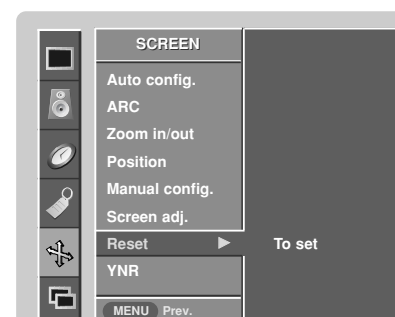 SCREEN
Auto config.
ARC
Zoom in/out
Position
Manual config.
Screen adj.
Reset ▶ To set
YNR
MENU Prev.